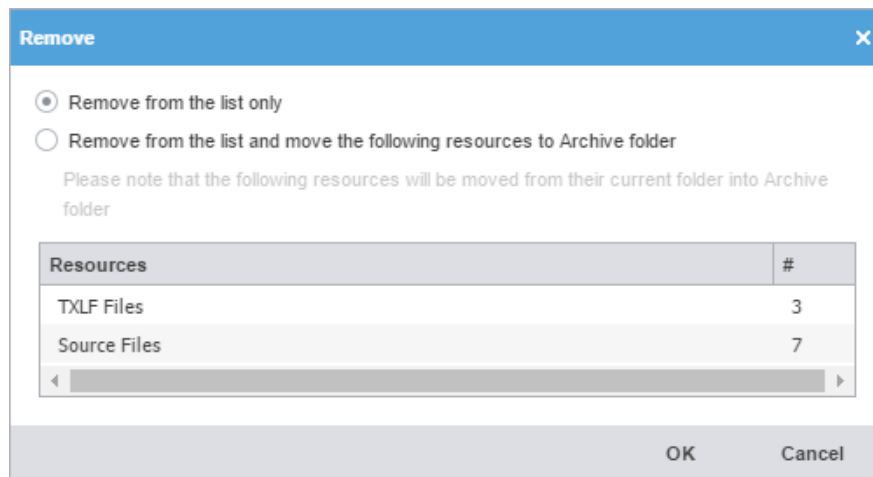 Remove
Remove from the list only
Remove from the list and move the following resources to Archive folder
Please note that the following resources will be moved from their current folder into Archive
folder
Resources #
TXLF Files 3
Source Files 7
OK Cancel